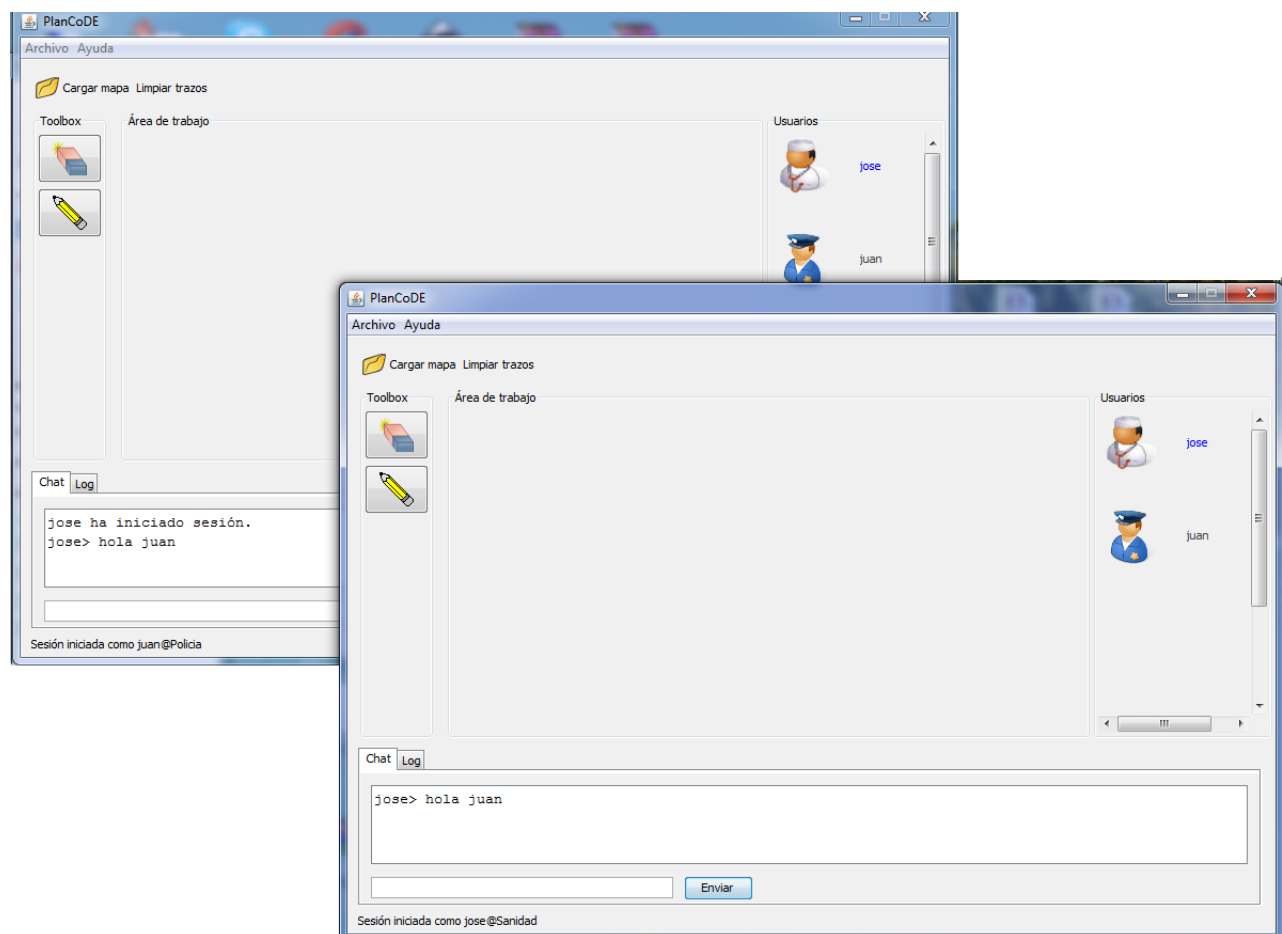 PlanCoDE
Archivo Ayuda
Cargar mapa Limpiar trazos
Toolbox
Área de trabajo
Usuarios
jose
juan
Chat
Log
jose ha iniciado sesión.
jose> hola juan
Sesión iniciada como juan@Policia
PlanCoDE
Archivo Ayuda
Cargar mapa Limpiar trazos
Toolbox
Área de trabajo
Usuarios
jose
juan
Chat
Log
jose> hola juan
Enviar
Sesión iniciada como jose@Sanidad